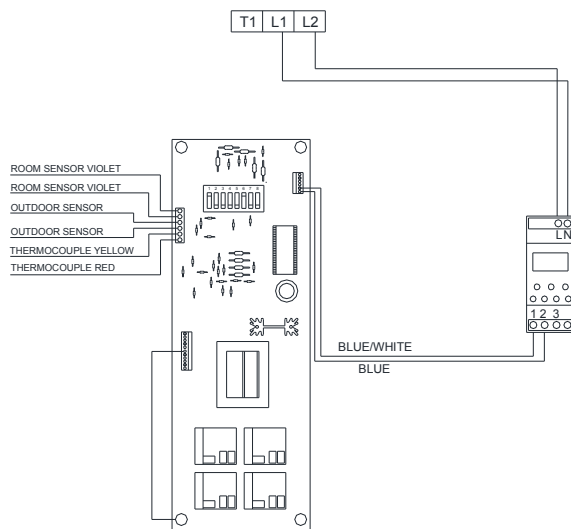 T1 L1 L2
ROOM SENSOR VIOLET
ROOM SENSOR VIOLET
OUTDOOR SENSOR
OUTDOOR SENSOR
THERMOCOUPLE YELLOW
THERMOCOUPLE RED
1 2 3 4 5 6 7 8
L N
1 2 3
BLUE/WHITE
BLUE